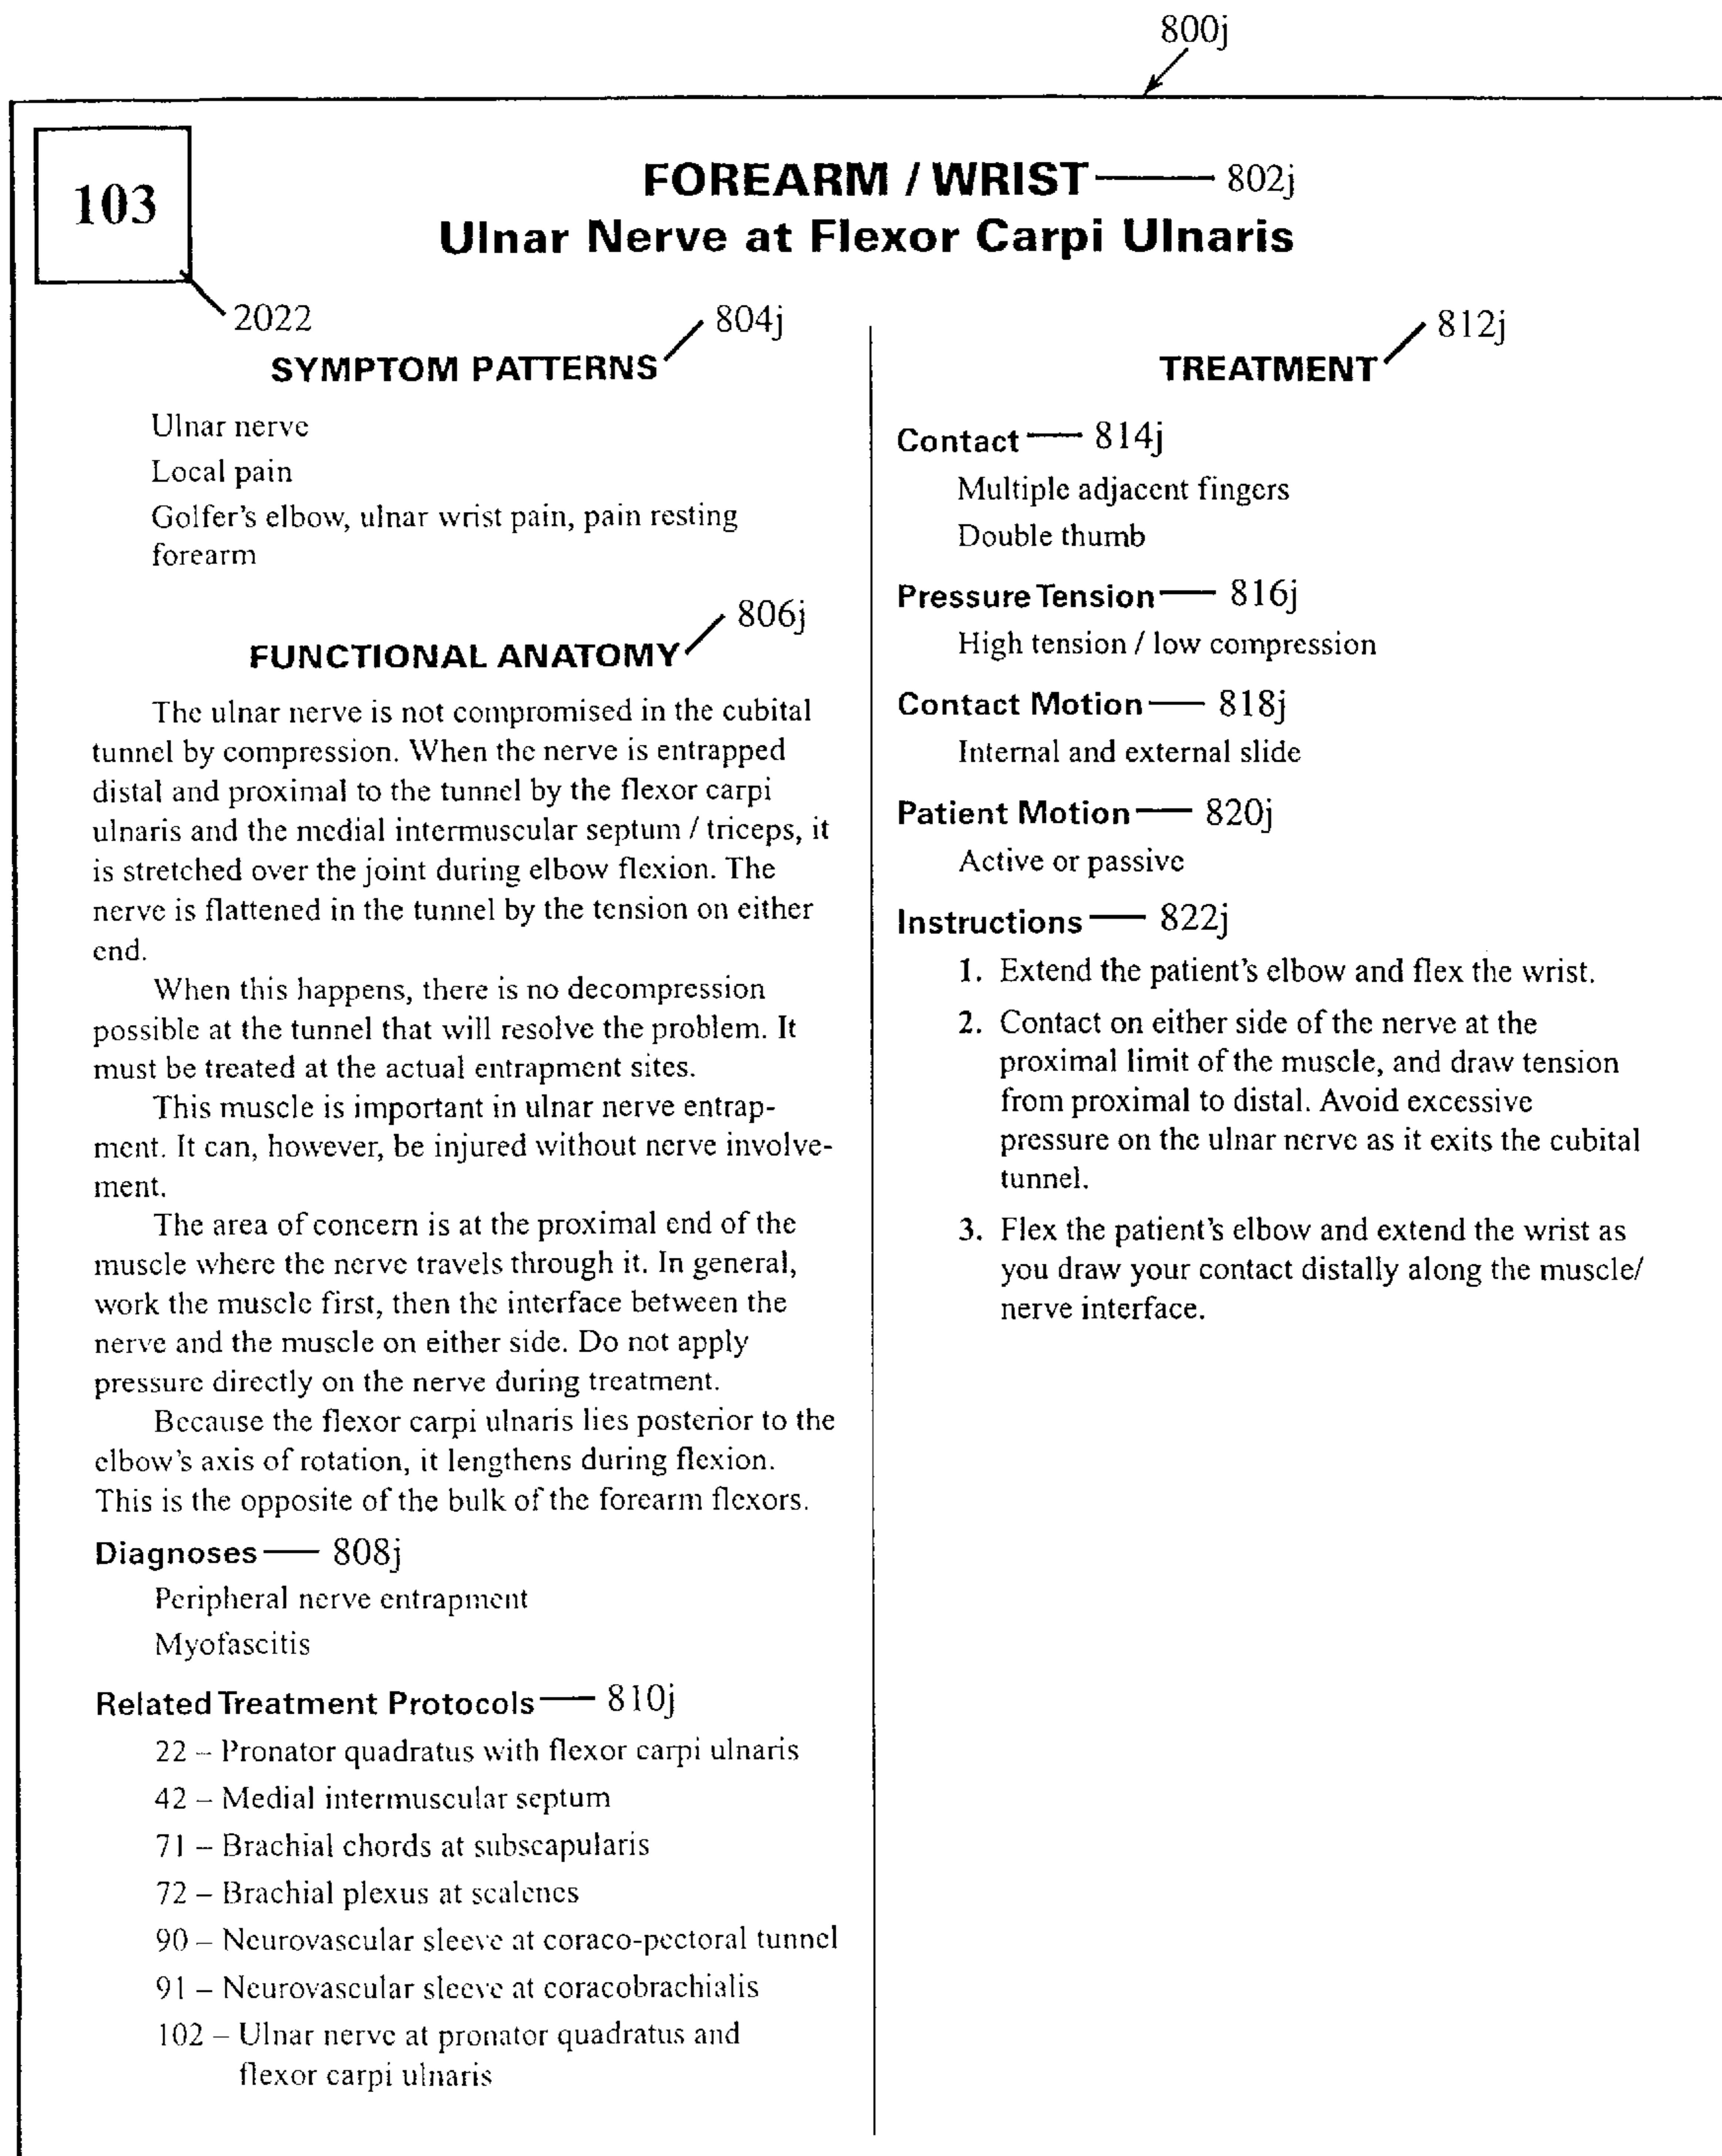 800j
103
FOREARM / WRIST 802j
Ulnar Nerve at Flexor Carpi Ulnaris
2022
804j
SYMPTOM PATTERNS
Ulnar nerve
Local pain
Golfer's elbow, ulnar wrist pain, pain resting
forearm
806j
FUNCTIONAL ANATOMY
The ulnar nerve is not compromised in the cubital
tunnel by compression. When the nerve is entrapped
distal and proximal to the tunnel by the flexor carpi
ulnaris and the medial intermuscular septum / triceps, it
is stretched over the joint during elbow flexion. The
nerve is flattened in the tunnel by the tension on either
end.
When this happens, there is no decompression
possible at the tunnel that will resolve the problem. It
must be treated at the actual entrapment sites.
This muscle is important in ulnar nerve entrap-
ment. It can, however, be injured without nerve involve-
ment.
The area of concern is at the proximal end of the
muscle where the nerve travels through it. In general,
work the muscle first, then the interface between the
nerve and the muscle on either side. Do not apply
pressure directly on the nerve during treatment.
Because the flexor carpi ulnaris lies posterior to the
elbow's axis of rotation, it lengthens during flexion.
This is the opposite of the bulk of the forearm flexors.
Diagnoses 808j
Peripheral nerve entrapment
Myofascitis
Related Treatment Protocols 810j
22 – Pronator quadratus with flexor carpi ulnaris
42 – Medial intermuscular septum
71 – Brachial chords at subscapularis
72 – Brachial plexus at scalenes
90 – Neurovascular sleeve at coraco-pectoral tunnel
91 – Neurovascular sleeve at coracobrachialis
102 – Ulnar nerve at pronator quadratus and
flexor carpi ulnaris
812j
TREATMENT
Contact 814j
Multiple adjacent fingers
Double thumb
Pressure Tension 816j
High tension / low compression
Contact Motion 818j
Internal and external slide
Patient Motion 820j
Active or passive
Instructions 822j
1. Extend the patient's elbow and flex the wrist.
2. Contact on either side of the nerve at the
proximal limit of the muscle, and draw tension
from proximal to distal. Avoid excessive
pressure on the ulnar nerve as it exits the cubital
tunnel.
3. Flex the patient's elbow and extend the wrist as
you draw your contact distally along the muscle/
nerve interface.